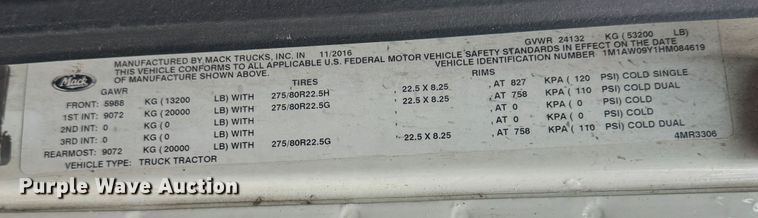 MANUFACTURED BY MACK TRUCKS, INC. IN 11/2016 GVWR 24132 KG (53200 LB)
THIS VEHICLE CONFORMS TO ALL APPLICABLE U.S. FEDERAL MOTOR VEHICLE SAFETY STANDARDS IN EFFECT ON THE DATE
OF MANUFACTURE SHOWN ABOVE. VEHICLE IDENTIFICATION NUMBER 1M1AW09Y1HM084619
Mack
GAWR TIRES RIMS
FRONT: 5988 KG (13200 LB) WITH 275/80R22.5H , 22.5 X 8.25 , AT 827 KPA ( 120 PSI) COLD SINGLE
1ST INT: 9072 KG (20000 LB) WITH 275/80R22.5G , 22.5 X 8.25 , AT 758 KPA ( 110 PSI) COLD DUAL
2ND INT: 0 KG (0 LB) WITH , AT 0 KPA ( 0 PSI) COLD
3RD INT: 0 KG (0 LB) WITH , AT 0 KPA ( 0 PSI) COLD
REARMOST: 9072 KG (20000 LB) WITH 275/80R22.5G , 22.5 X 8.25 , AT 758 KPA ( 110 PSI) COLD DUAL
VEHICLE TYPE: TRUCK TRACTOR 4MR3306
Purple Wave Auction